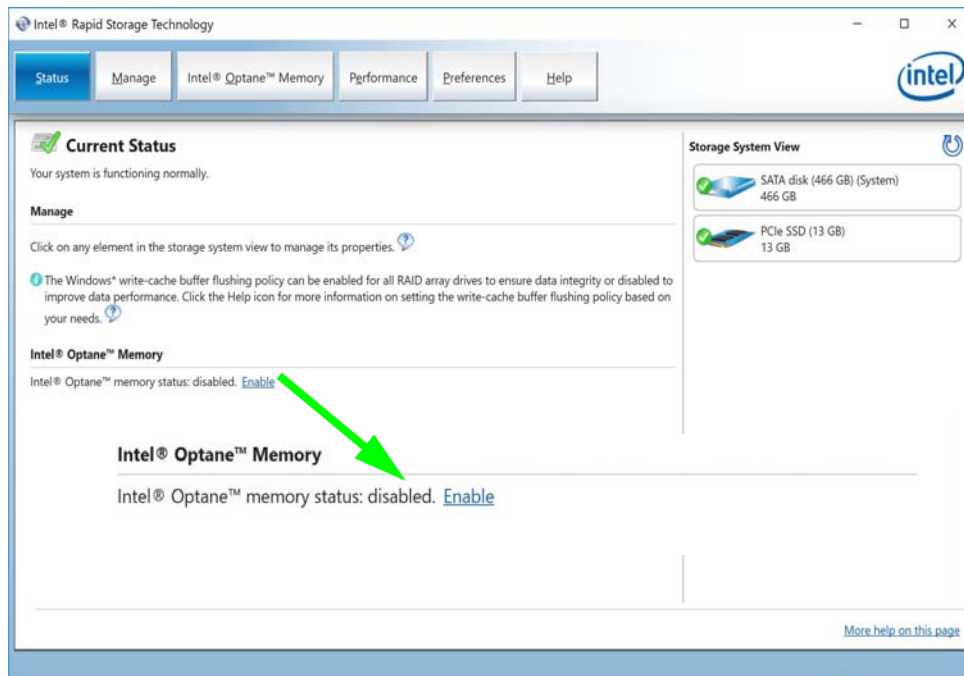 Intel® Rapid Storage Technology
Status
Manage
Intel® Optane™ Memory
Performance
Preferences
Help
intel
Current Status
Your system is functioning normally.
Manage
Click on any element in the storage system view to manage its properties.
The Windows* write-cache buffer flushing policy can be enabled for all RAID array drives to ensure data integrity or disabled to
improve data performance. Click the Help icon for more information on setting the write-cache buffer flushing policy based on
your needs.
Intel® Optane™ Memory
Intel® Optane™ memory status: disabled. Enable
Intel® Optane™ Memory
Intel® Optane™ memory status: disabled. Enable
Storage System View
SATA disk (466 GB) (System)
466 GB
PCIe SSD (13 GB)
13 GB
More help on this page